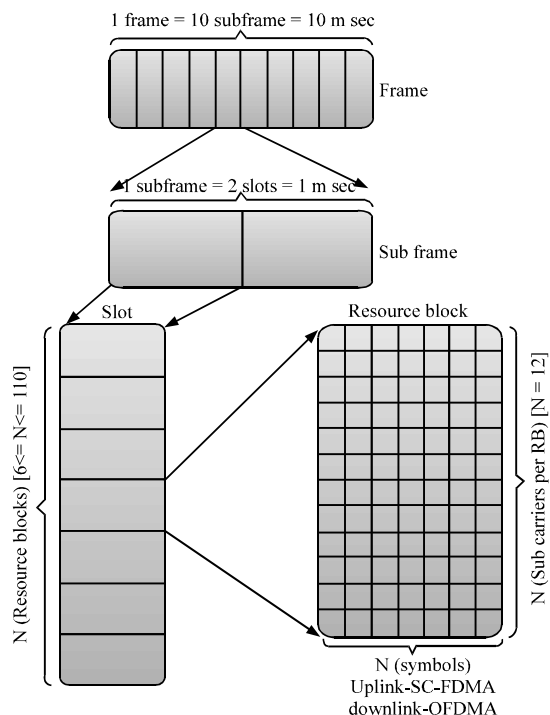 1 frame = 10 subframe = 10 m sec
Frame
1 subframe = 2 slots = 1 m sec
Sub frame
Slot
Resource block
N (Resource blocks) [6<= N<= 110]
N (Sub carriers per RB) [N = 12]
N (symbols)
Uplink-SC-FDMA
downlink-OFDMA